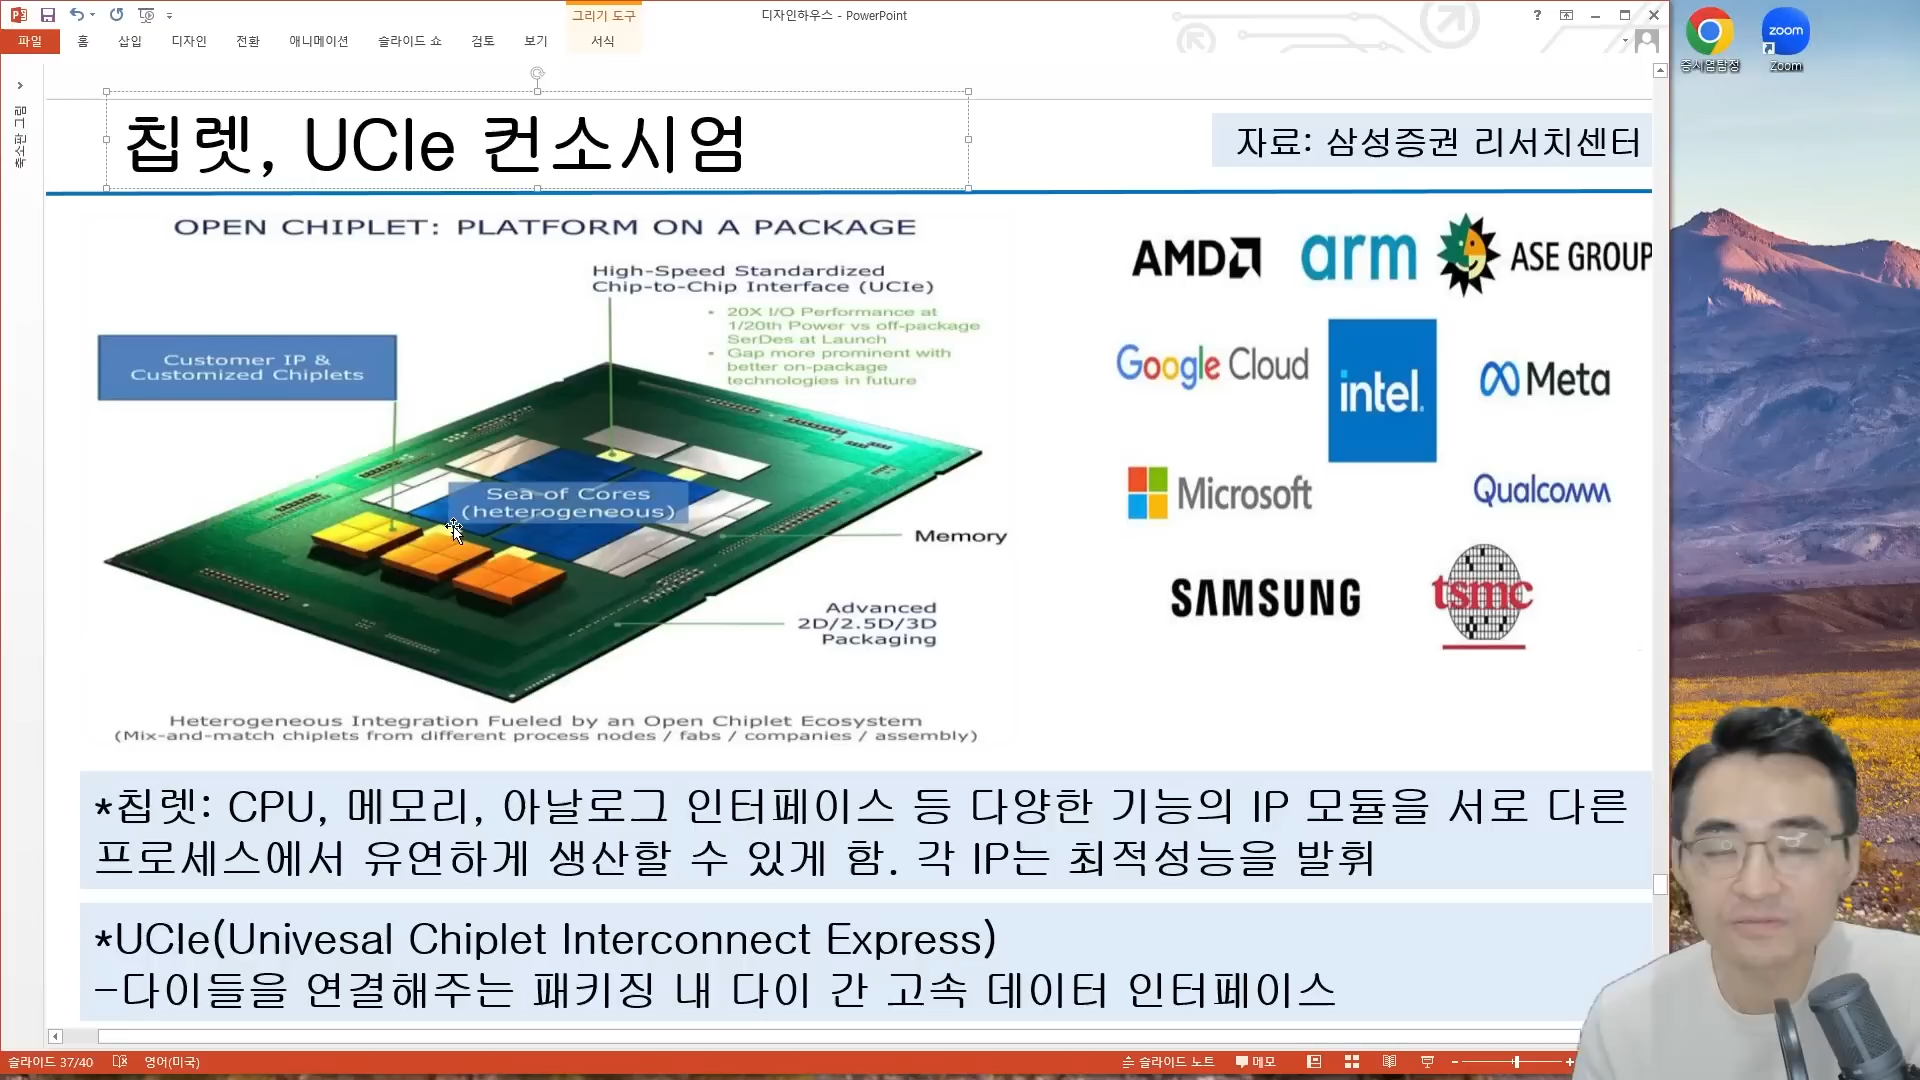 디자인하우스 - PowerPoint
그리기 도구
파일
홈
삽입
디자인
전환
애니메이션
슬라이드 쇼
검토
보기
서식
축소판 그림
증시염탐정
Zoom
zoom
칩렛, UCIe 컨소시엄
자료: 삼성증권 리서치센터
OPEN CHIPLET: PLATFORM ON A PACKAGE
High-Speed Standardized
Chip-to-Chip Interface (UCIe)
• 20X I/O Performance at
1/20th Power vs off-package
SerDes at Launch
• Gap more prominent with
better on-package
technologies in future
Customer IP &
Customized Chiplets
Sea of Cores
(heterogeneous)
Memory
Advanced
2D/2.5D/3D
Packaging
Heterogeneous Integration Fueled by an Open Chiplet Ecosystem
(Mix-and-match chiplets from different process nodes / fabs / companies / assembly)
AMD
arm
ASE GROUP
Google Cloud
intel.
Meta
Microsoft
Qualcomm
SAMSUNG
tsmc
*칩렛: CPU, 메모리, 아날로그 인터페이스 등 다양한 기능의 IP 모듈을 서로 다른
프로세스에서 유연하게 생산할 수 있게 함. 각 IP는 최적성능을 발휘
*UCIe(Univesal Chiplet Interconnect Express)
-다이들을 연결해주는 패키징 내 다이 간 고속 데이터 인터페이스
슬라이드 37/40
영어(미국)
슬라이드 노트
메모